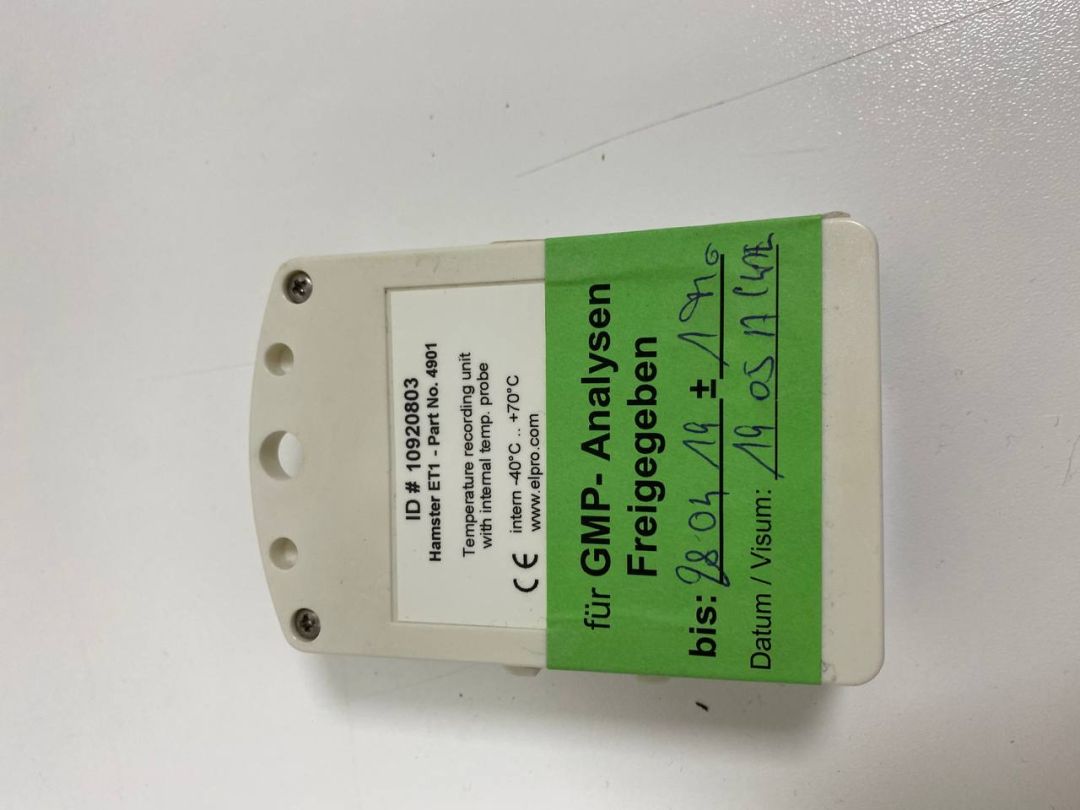 ID # 10920803
Hamster ET1 - Part No. 4901
Temperature recording unit
with internal temp. probe
CE intern -40°C .. +70°C
www.elpro.com
für GMP- Analysen
Freigegeben
bis: 28 04 19 ± 1
Datum / Visum: 19 05 17